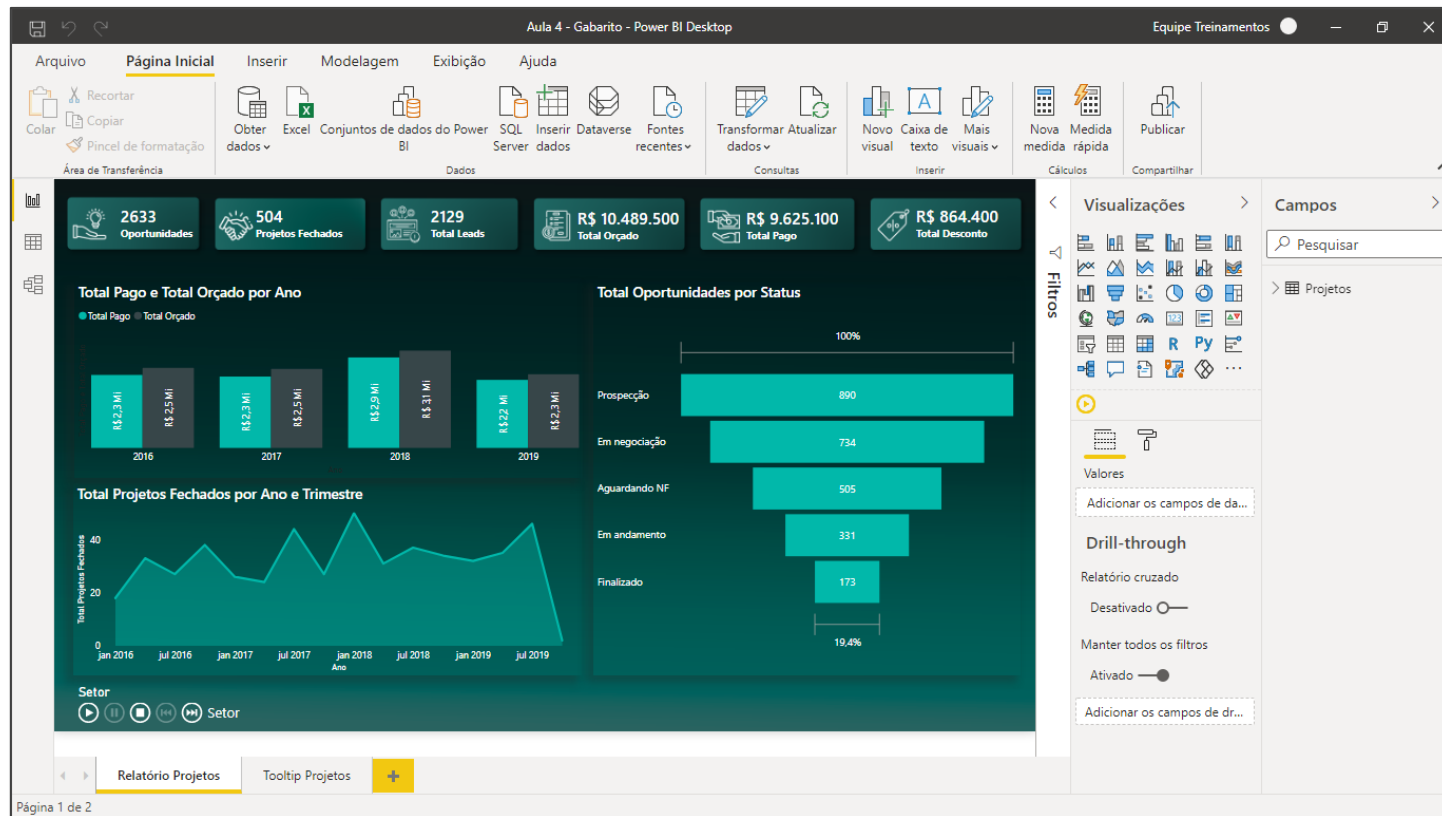 Aula 4 - Gabarito - Power BI Desktop
Equipe Treinamentos
Arquivo
Página Inicial
Inserir
Modelagem
Exibição
Ajuda
Colar
Recortar
Copiar
Pincel de formatação
Área de Transferência
Obter dados
Excel
Conjuntos de dados do Power BI
SQL Server
Inserir dados
Dataverse
Fontes recentes
Dados
Transformar dados
Atualizar
Consultas
Novo visual
Caixa de texto
Mais visuais
Inserir
Nova medida
Medida rápida
Cálculos
Publicar
Compartilhar
2633
Oportunidades
504
Projetos Fechados
2129
Total Leads
R$ 10.489.500
Total Orçado
R$ 9.625.100
Total Pago
R$ 864.400
Total Desconto
Total Pago e Total Orçado por Ano
Total Pago
Total Orçado
R$ 2,3 Mi
R$ 2,5 Mi
R$ 2,3 Mi
R$ 2,5 Mi
R$ 2,9 Mi
R$ 3,1 Mi
R$ 2,2 Mi
R$ 2,3 Mi
2016
2017
2018
2019
Total Projetos Fechados por Ano e Trimestre
Total Projetos Fechados
40
20
0
jan 2016
jul 2016
jan 2017
jul 2017
jan 2018
jul 2018
jan 2019
jul 2019
Ano
Total Oportunidades por Status
100%
Prospecção
890
Em negociação
734
Aguardando NF
505
Em andamento
331
Finalizado
173
19,4%
Setor
Setor
Filtros
Visualizações
123
R
Py
Valores
Adicionar os campos de da...
Drill-through
Relatório cruzado
Desativado
Manter todos os filtros
Ativado
Adicionar os campos de dr...
Campos
Pesquisar
Projetos
Relatório Projetos
Tooltip Projetos
Página 1 de 2